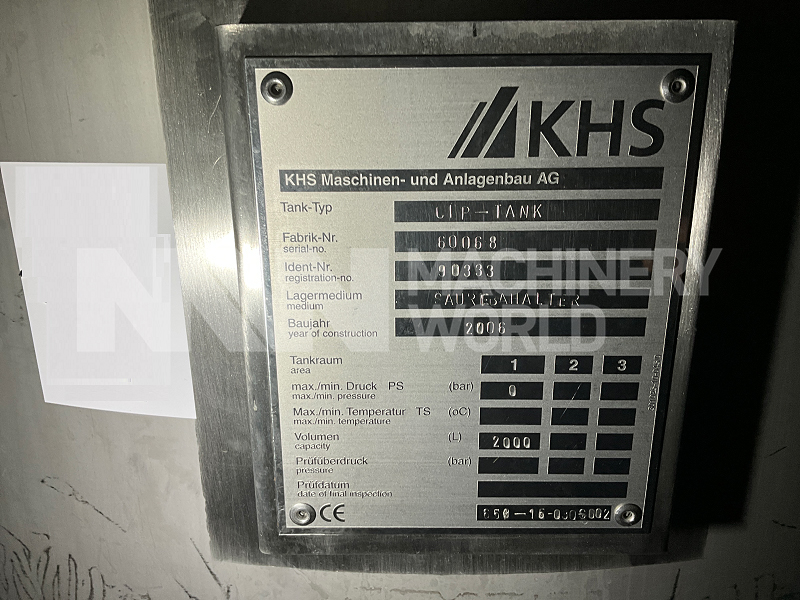 KHS
KHS Maschinen- und Anlagenbau AG
Tank-Typ CIP-TANK
Fabrik-Nr. 60068
serial-no.
Ident-Nr. 90333
registration-no.
Lagermedium
medium
Baujahr 2006
year of construction
Tankraum 1 2 3
area
max./min. Druck PS (bar) 0
max./min. pressure
Max./min. Temperatur TS (oC)
max./min. temperature
Volumen (L) 2000
capacity
Prüfüberdruck (bar)
pressure
Prüfdatum
date of final inspection
CE
MACHINERY
WORLD